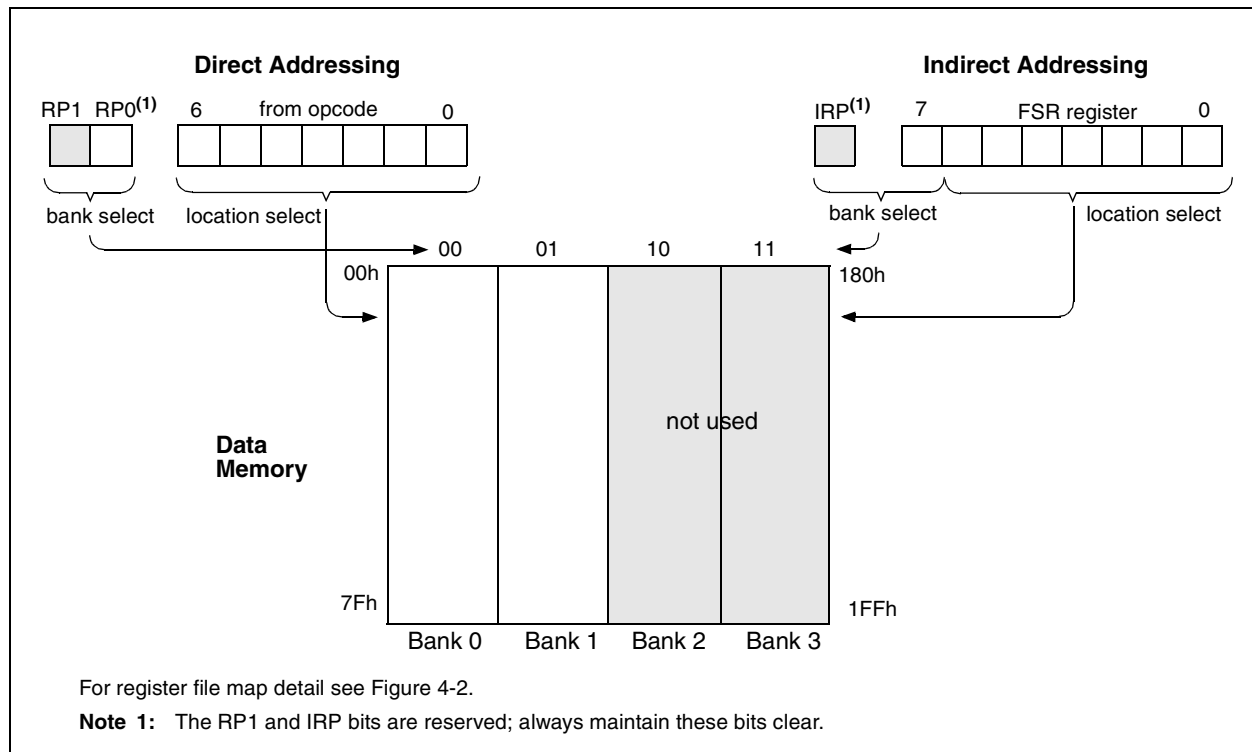 Direct Addressing
RP1 RP0(1) 6 from opcode 0
bank select location select
Indirect Addressing
IRP(1) 7 FSR register 0
bank select location select
00 01 10 11
00h 180h
not used
Data
Memory
7Fh 1FFh
Bank 0 Bank 1 Bank 2 Bank 3
For register file map detail see Figure 4-2.
Note 1: The RP1 and IRP bits are reserved; always maintain these bits clear.